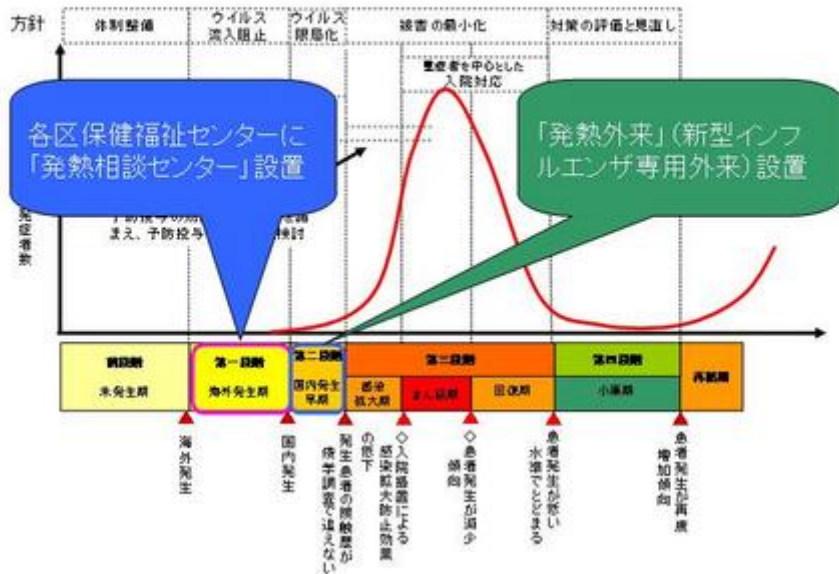 方針
体制整備
ウイルス
流入阻止
ウイルス
限局化
被害の最小化
対策の評価と見直し
重症者を中心とした
入院対応
各区保健福祉センターに
「発熱相談センター」設置
「発熱外来」(新型インフ
ルエンザ専用外来)設置
まえ、予防投与
検討
発症者数
前段階
未発生期
第一段階
海外発生期
第二段階
国内発生
早期
第三段階
感染
拡大期
まん延期
回復期
第四段階
小康期
再燃期
海外発生
国内発生
発生患者の接触歴が
疫学調査で追えない
◇入院措置による
感染拡大防止効果
の低下
◇患者発生が減少
傾向
患者発生が低い
水準でとどまる
患者発生が再度
増加傾向